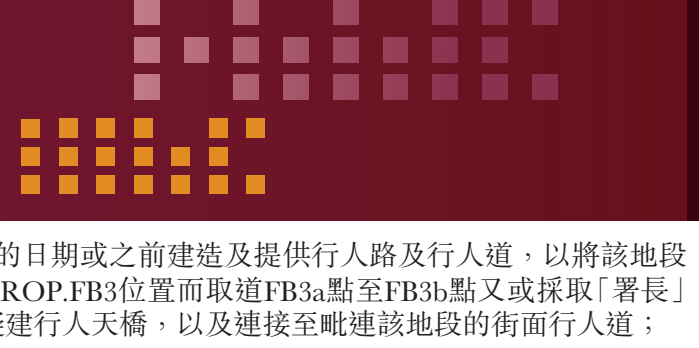 的日期或之前建造及提供行人路及行人道，以將該地段
ROP.FB3位置而取道FB3a點至FB3b點又或採取「署長」
建行人天橋，以及連接至毗連該地段的街面行人道；